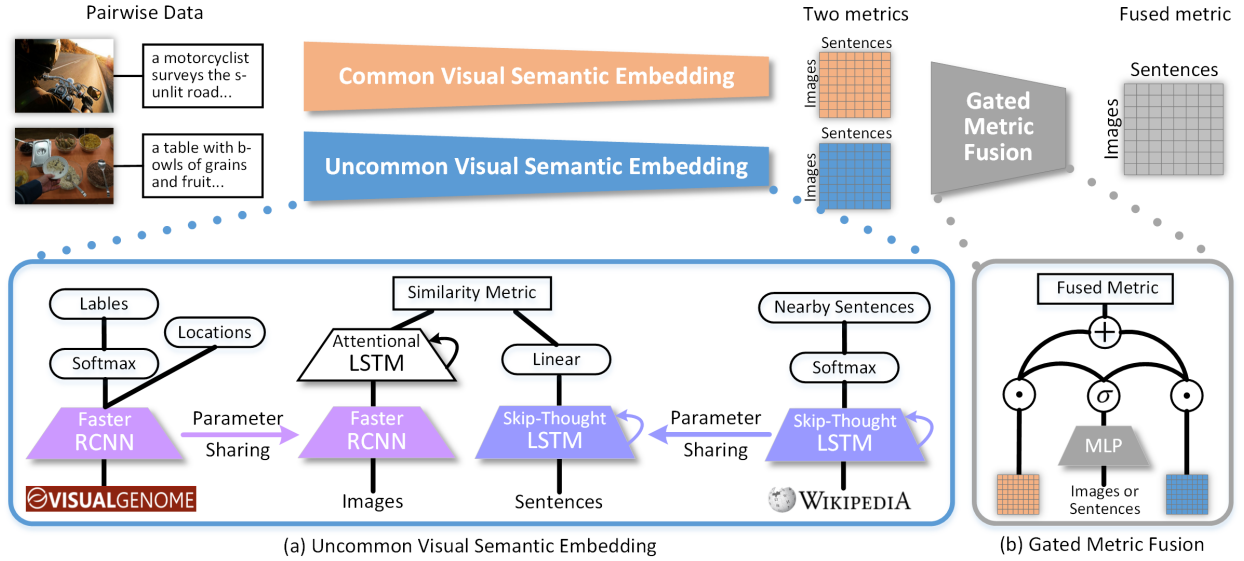 Pairwise Data
Two metrics
Fused metric
a motorcyclist
surveys the s-
unlit road...
a table with b-
owls of grains
and fruit...
Common Visual Semantic Embedding
Uncommon Visual Semantic Embedding
Sentences
Images
Sentences
Images
Gated
Metric
Fusion
Sentences
Images
Lables
Locations
Softmax
Faster
RCNN
VISUALGENOME
Parameter
Sharing
Similarity Metric
Attentional
LSTM
Linear
Faster
RCNN
Images
Skip-Thought
LSTM
Sentences
Parameter
Sharing
Nearby Sentences
Softmax
Skip-Thought
LSTM
WIKIPEDIA
(a) Uncommon Visual Semantic Embedding
Fused Metric
+
σ
MLP
Images or
Sentences
(b) Gated Metric Fusion